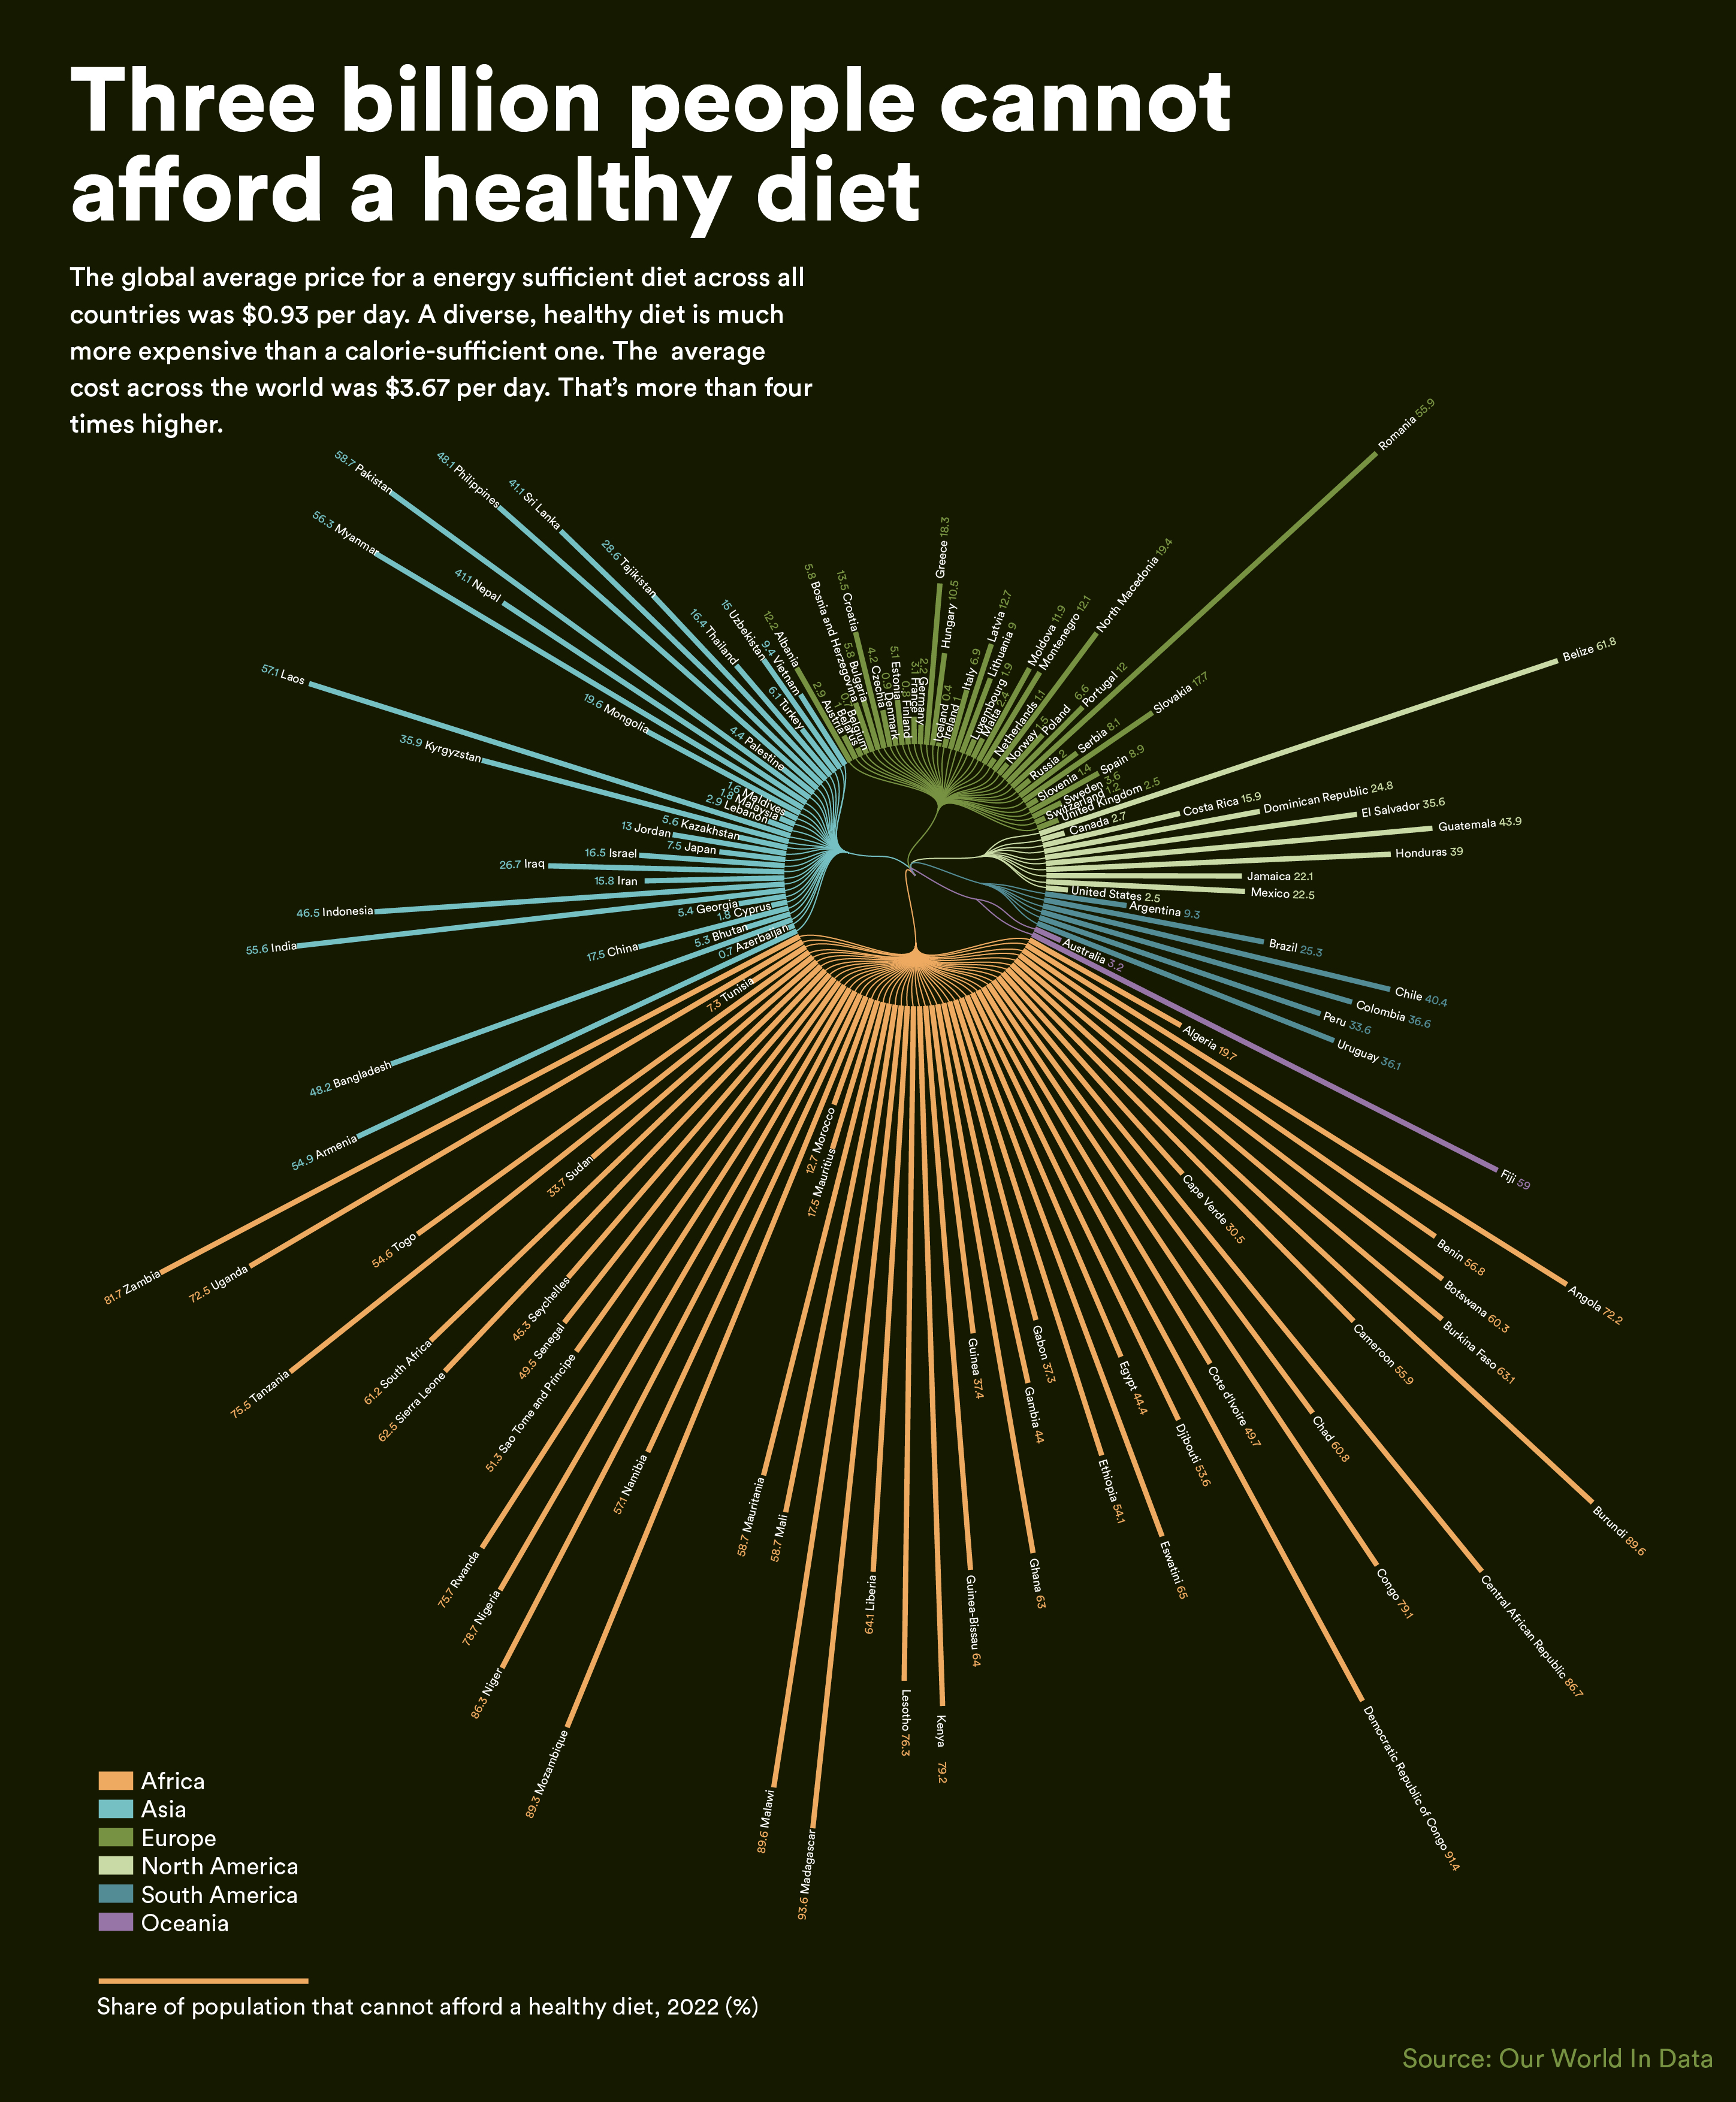 Three billion people cannot
afford a healthy diet
The global average price for a energy sufficient diet across all
countries was $0.93 per day. A diverse, healthy diet is much
more expensive than a calorie-sufficient one. The  average
cost across the world was $3.67 per day. That's more than four
times higher.
12.2 Albania
2.9 Austria
Belarus
Belgium
5.8 Bosnia and Herzegovina
5.8 Bulgaria
13.5 Croatia
4.2 Czechia
0.9 Denmark
5.1 Estonia
0.8 Finland
3.1 France
2.2 Germany
Greece 18.3
Hungary 10.5
Iceland 0.4
Ireland 1
Italy 6.9
Latvia 12.7
Lithuania 9
Luxembourg 1.9
Malta 2.4
Moldova 11.9
Montenegro 12.1
Netherlands 1.1
North Macedonia 19.4
Norway 1.5
Poland 6.6
Portugal 12
Romania 55.9
Russia 2
Serbia 8.1
Slovakia 17.7
Slovenia 1.4
Spain 8.9
Sweden 3.6
Switzerland 1.2
United Kingdom 2.5
Belize 61.8
Canada 2.7
Costa Rica 15.9
Dominican Republic 24.8
El Salvador 35.6
Guatemala 43.9
Honduras 39
Jamaica 22.1
Mexico 22.5
United States 2.5
Argentina 9.3
Brazil 25.3
Chile 40.4
Colombia 36.6
Peru 33.6
Uruguay 36.1
Australia 3.2
Fiji 59
Algeria 19.7
Angola 72.2
Benin 56.8
Botswana 60.3
Burkina Faso 63.1
Burundi 89.6
Cameroon 55.9
Cape Verde 30.5
Central African Republic 86.7
Chad 60.8
Congo 79.1
Cote d'Ivoire 49.7
Democratic Republic of Congo 91.4
Djibouti 53.6
Egypt 44.4
Eswatini 65
Ethiopia 54.1
Gabon 37.3
Gambia 44
Ghana 63
Guinea 37.4
Guinea-Bissau 64
Kenya 79.2
Lesotho 76.3
64.1 Liberia
93.6 Madagascar
89.6 Malawi
58.7 Mali
58.7 Mauritania
17.5 Mauritius
12.7 Morocco
89.3 Mozambique
57.1 Namibia
86.3 Niger
78.7 Nigeria
75.7 Rwanda
51.3 Sao Tome and Principe
49.5 Senegal
45.3 Seychelles
62.5 Sierra Leone
61.2 South Africa
33.7 Sudan
75.5 Tanzania
54.6 Togo
7.3 Tunisia
72.5 Uganda
81.7 Zambia
54.9 Armenia
0.7 Azerbaijan
48.2 Bangladesh
5.3 Bhutan
17.5 China
1.8 Cyprus
5.4 Georgia
55.6 India
46.5 Indonesia
15.8 Iran
26.7 Iraq
16.5 Israel
7.5 Japan
13 Jordan
5.6 Kazakhstan
35.9 Kyrgyzstan
57.1 Laos
2.9 Lebanon
1.8 Malaysia
1.6 Maldives
19.6 Mongolia
56.3 Myanmar
41.1 Nepal
58.7 Pakistan
4.4 Palestine
48.1 Philippines
41.1 Sri Lanka
28.6 Tajikistan
16.4 Thailand
6.1 Turkey
15 Uzbekistan
9.4 Vietnam
Africa
Asia
Europe
North America
South America
Oceania
Share of population that cannot afford a healthy diet, 2022 (%)
Source: Our World In Data